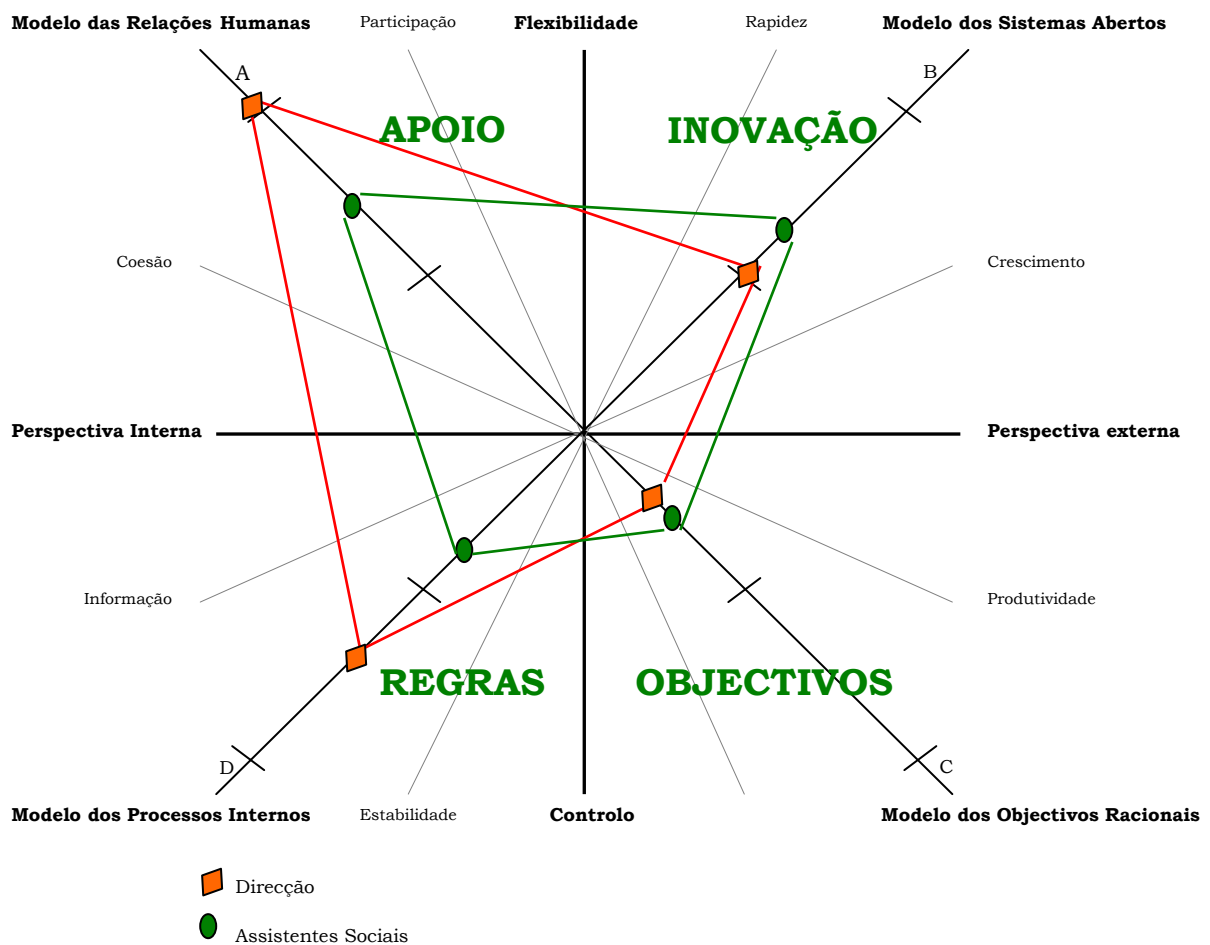 Modelo das Relações Humanas
Participação
Flexibilidade
Rapidez
Modelo dos Sistemas Abertos
A
B
APOIO
INOVAÇÃO
Coesão
Crescimento
Perspectiva Interna
Perspectiva externa
Informação
Produtividade
REGRAS
OBJECTIVOS
D
C
Modelo dos Processos Internos
Estabilidade
Controlo
Modelo dos Objectivos Racionais
Direcção
Assistentes Sociais